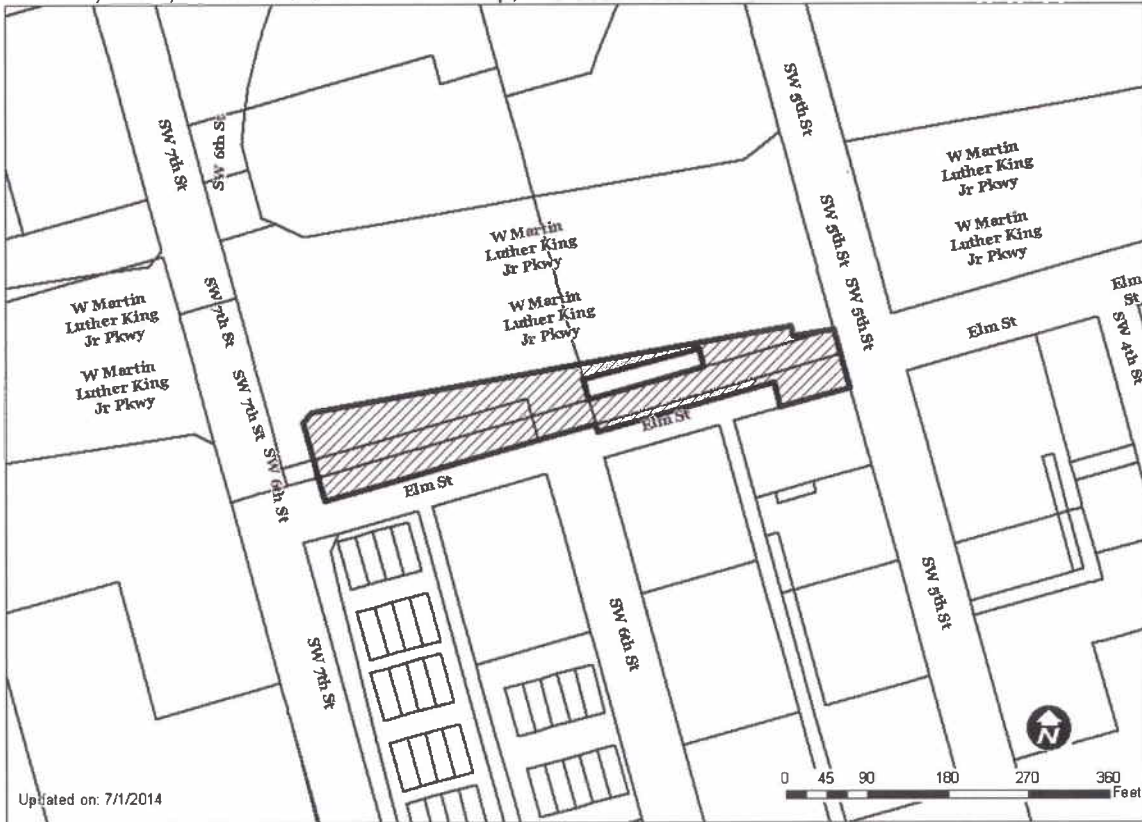 SW 7th St
SW 6th St
SW 5th St
W Martin
Luther King
Jr Pkwy
W Martin
Luther King
Jr Pkwy
SW 5th St
W Martin
Luther King
Jr Pkwy
W Martin
Luther King
Jr Pkwy
SW 7th St
SW 5th St
Elm
St
W Martin
Luther King
Jr Pkwy
W Martin
Luther King
Jr Pkwy
Elm St
SW 4th St
SW 7th St
Elm St
SW 6th St
Elm St
SW 7th St
SW 6th St
SW 5th St
N
0 45 90 180 270 360
Feet
Updated on: 7/1/2014